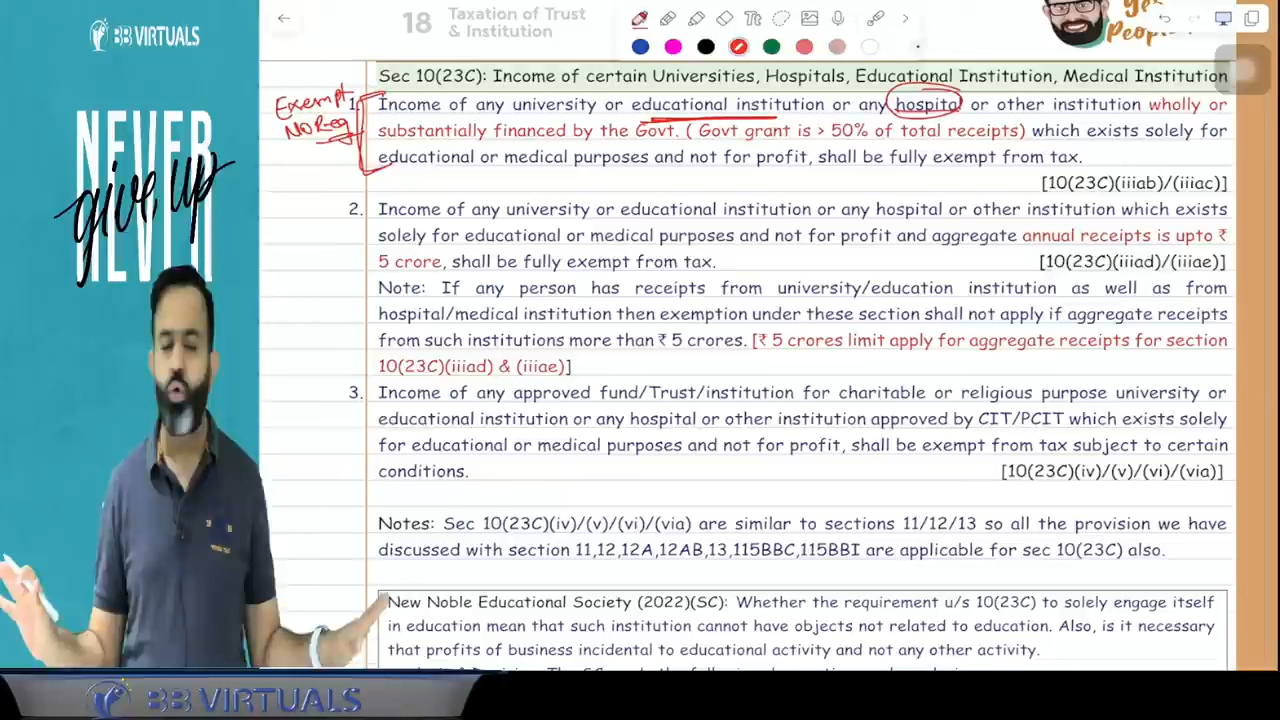 BB VIRTUALS
18
Taxation of Trust
& Institution
Tt
People
NEVER
give up
NEVER
Exempt
NO Reg
Sec 10(23C): Income of certain Universities, Hospitals, Educational Institution, Medical Institution
1. Income of any university or educational institution or any hospital or other institution wholly or
substantially financed by the Govt. ( Govt grant is > 50% of total receipts) which exists solely for
educational or medical purposes and not for profit, shall be fully exempt from tax.
[10(23C)(iiiab)/(iiiac)]
2. Income of any university or educational institution or any hospital or other institution which exists
solely for educational or medical purposes and not for profit and aggregate annual receipts is upto ₹
5 crore, shall be fully exempt from tax. [10(23C)(iiiad)/(iiiae)]
Note: If any person has receipts from university/education institution as well as from
hospital/medical institution then exemption under these section shall not apply if aggregate receipts
from such institutions more than ₹ 5 crores. [₹ 5 crores limit apply for aggregate receipts for section
10(23C)(iiiad) & (iiiae)]
3. Income of any approved fund/Trust/institution for charitable or religious purpose university or
educational institution or any hospital or other institution approved by CIT/PCIT which exists solely
for educational or medical purposes and not for profit, shall be exempt from tax subject to certain
conditions. [10(23C)(iv)/(v)/(vi)/(via)]
Notes: Sec 10(23C)(iv)/(v)/(vi)/(via) are similar to sections 11/12/13 so all the provision we have
discussed with section 11,12,12A,12AB,13,115BBC,115BBI are applicable for sec 10(23C) also.
New Noble Educational Society (2022)(SC): Whether the requirement u/s 10(23C) to solely engage itself
in education mean that such institution cannot have objects not related to education. Also, is it necessary
that profits of business incidental to educational activity and not any other activity.
BB VIRTUALS